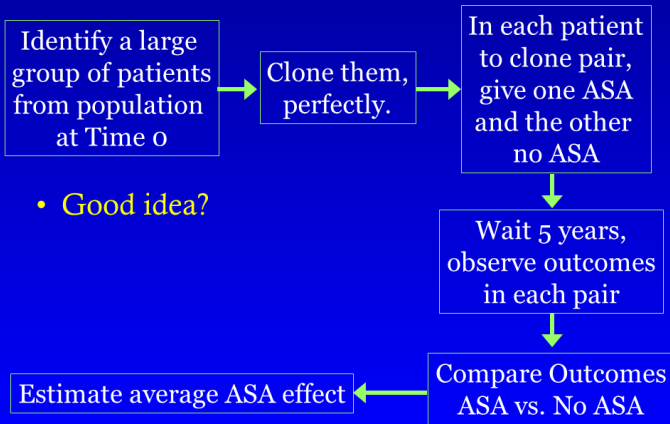 Identify a large
group of patients
from population
at Time 0
Clone them,
perfectly.
In each patient
to clone pair,
give one ASA
and the other
no ASA
• Good idea?
Wait 5 years,
observe outcomes
in each pair
Compare Outcomes
ASA vs. No ASA
Estimate average ASA effect